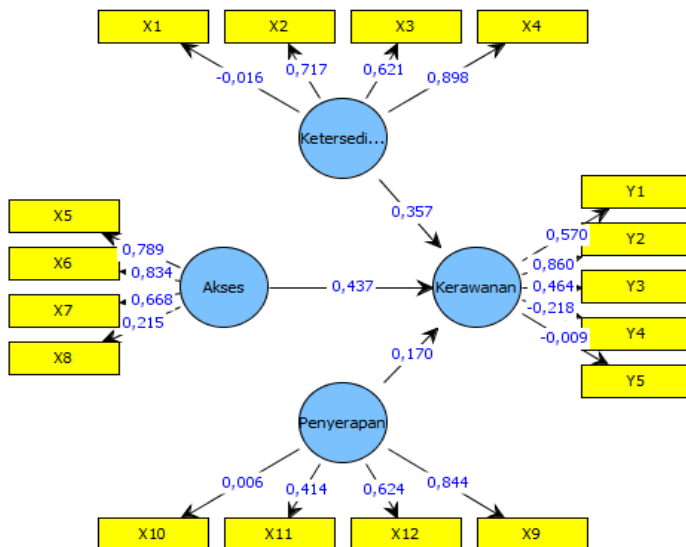 X1
X2
X3
X4
-0,016
0,717
0,621
0,898
Ketersedi...
0,357
X5
X6
X7
X8
0,789
0,834
0,668
0,215
Akses
0,437
Kerawanan
Y1
Y2
Y3
Y4
Y5
0,570
0,860
0,464
-0,218
-0,009
0,170
Penyerapan
0,006
0,414
0,624
0,844
X10
X11
X12
X9